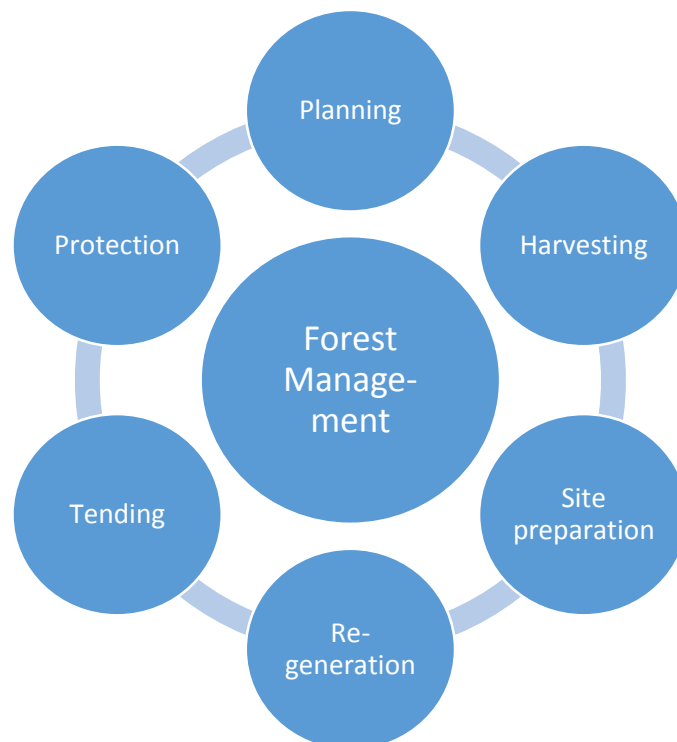 Planning
Protection
Harvesting
Forest
Manage-
ment
Tending
Site
preparation
Re-
generation